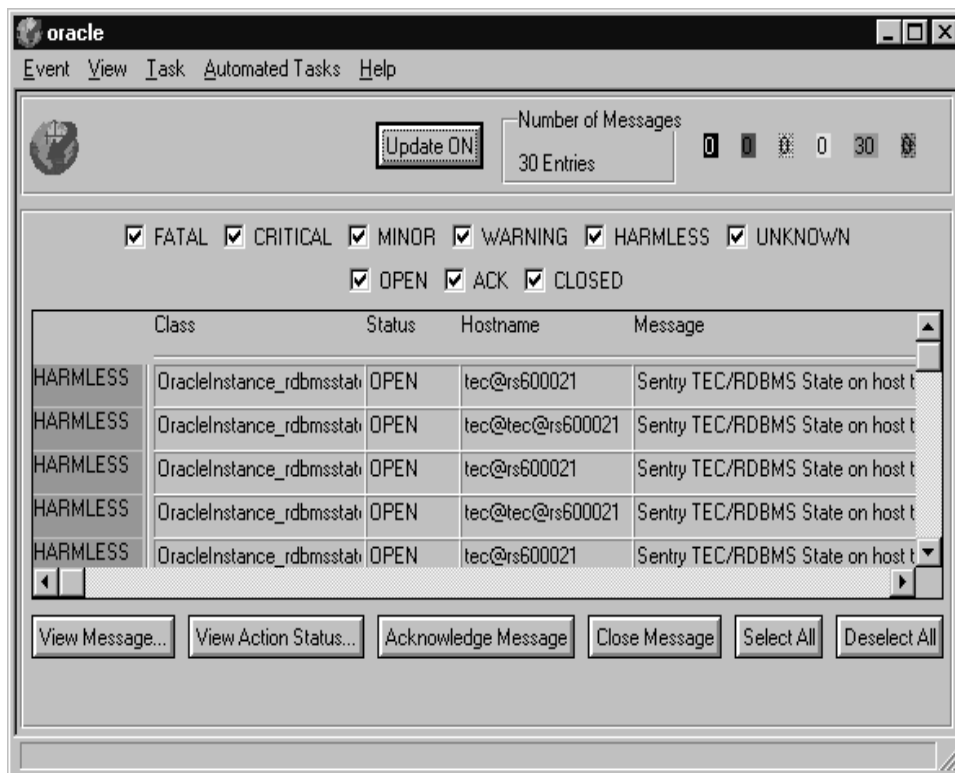 oracle
Event View Task Automated Tasks Help
Update ON
Number of Messages
30 Entries
0 0 0 0 30 0
FATAL CRITICAL MINOR WARNING HARMLESS UNKNOWN
OPEN ACK CLOSED
Class Status Hostname Message
HARMLESS OracleInstance_rdbmsstat OPEN tec@rs600021 Sentry TEC/RDBMS State on host t
HARMLESS OracleInstance_rdbmsstat OPEN tec@tec@rs600021 Sentry TEC/RDBMS State on host t
HARMLESS OracleInstance_rdbmsstat OPEN tec@rs600021 Sentry TEC/RDBMS State on host t
HARMLESS OracleInstance_rdbmsstat OPEN tec@tec@rs600021 Sentry TEC/RDBMS State on host t
HARMLESS OracleInstance_rdbmsstat OPEN tec@rs600021 Sentry TEC/RDBMS State on host t
View Message... View Action Status... Acknowledge Message Close Message Select All Deselect All